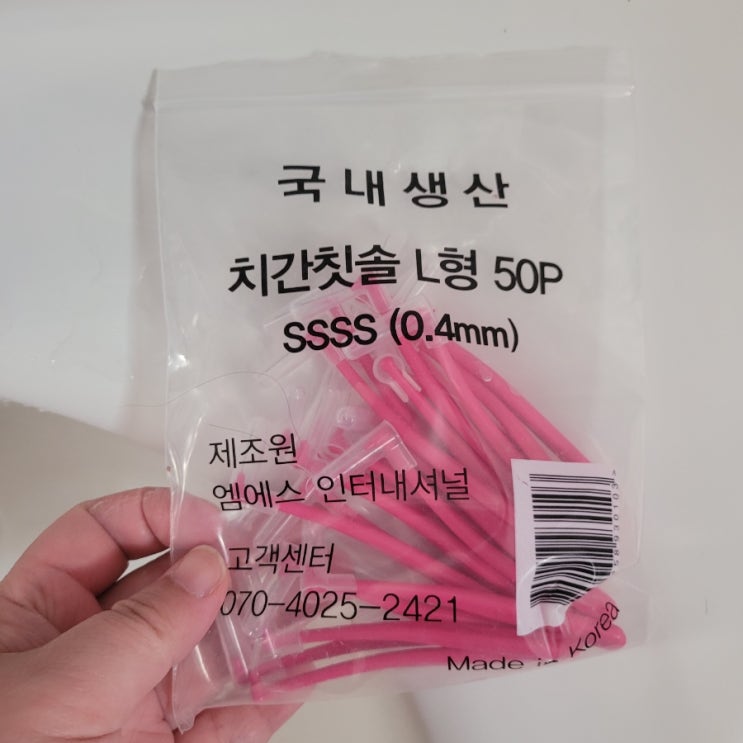 국내생산
치간칫솔 L형 50P
SSSS (0.4mm)
제조원
엠에스 인터내셔널
고객센터
070-4025-2421
Made in Korea